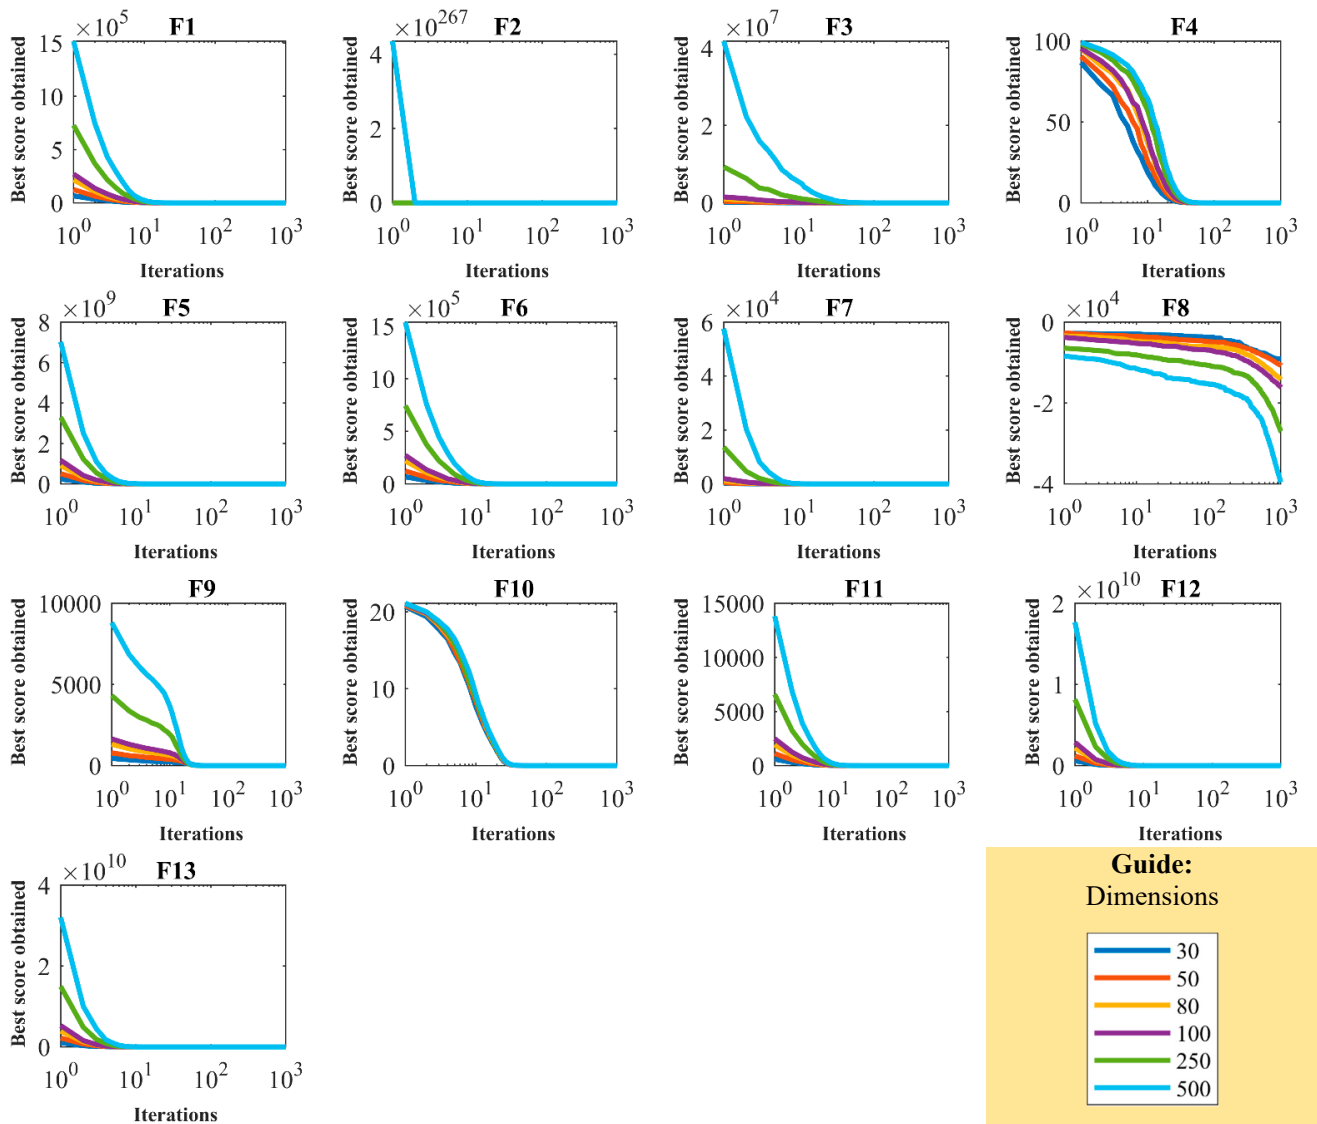 ×10^5 F1
Best score obtained
15
10
5
0
10^0 10^1 10^2 10^3
Iterations
×10^267 F2
Best score obtained
4
2
0
10^0 10^1 10^2 10^3
Iterations
×10^7 F3
Best score obtained
4
2
0
10^0 10^1 10^2 10^3
Iterations
F4
Best score obtained
100
50
0
10^0 10^1 10^2 10^3
Iterations
×10^9 F5
Best score obtained
8
6
4
2
0
10^0 10^1 10^2 10^3
Iterations
×10^5 F6
Best score obtained
15
10
5
0
10^0 10^1 10^2 10^3
Iterations
×10^4 F7
Best score obtained
6
4
2
0
10^0 10^1 10^2 10^3
Iterations
×10^4 F8
Best score obtained
0
-2
-4
10^0 10^1 10^2 10^3
Iterations
F9
Best score obtained
10000
5000
0
10^0 10^1 10^2 10^3
Iterations
F10
Best score obtained
20
10
0
10^0 10^1 10^2 10^3
Iterations
F11
Best score obtained
15000
10000
5000
0
10^0 10^1 10^2 10^3
Iterations
×10^10 F12
Best score obtained
2
1
0
10^0 10^1 10^2 10^3
Iterations
×10^10 F13
Best score obtained
4
2
0
10^0 10^1 10^2 10^3
Iterations
Guide:
Dimensions
30
50
80
100
250
500